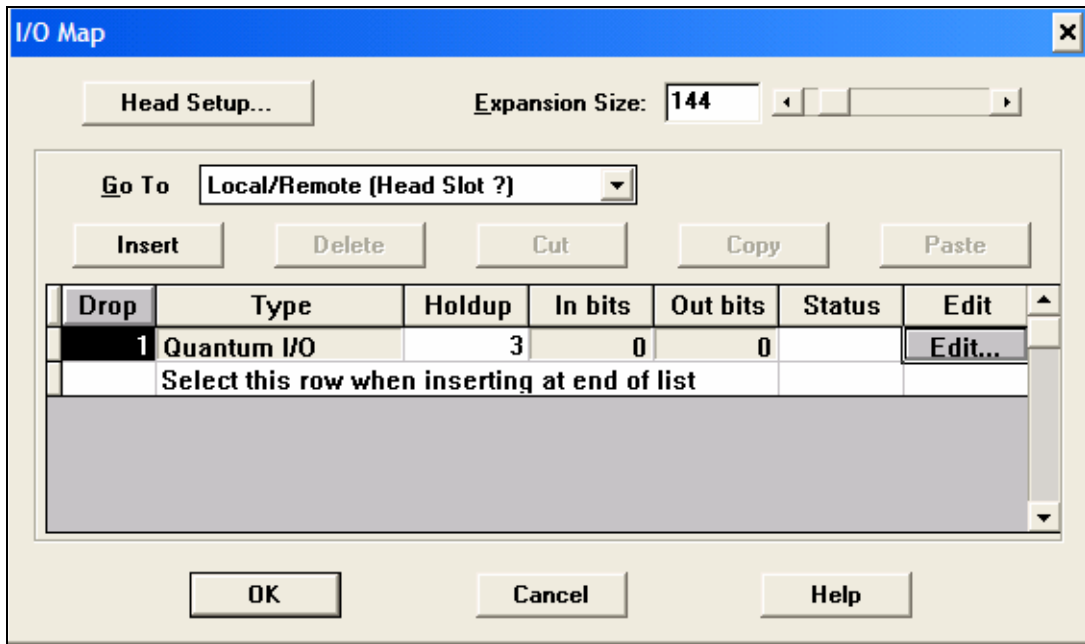 I/O Map
Head Setup... Expansion Size: 144
Go To Local/Remote (Head Slot ?)
Insert Delete Cut Copy Paste
Drop Type Holdup In bits Out bits Status Edit
1 Quantum I/O 3 0 0 Edit...
Select this row when inserting at end of list
OK Cancel Help